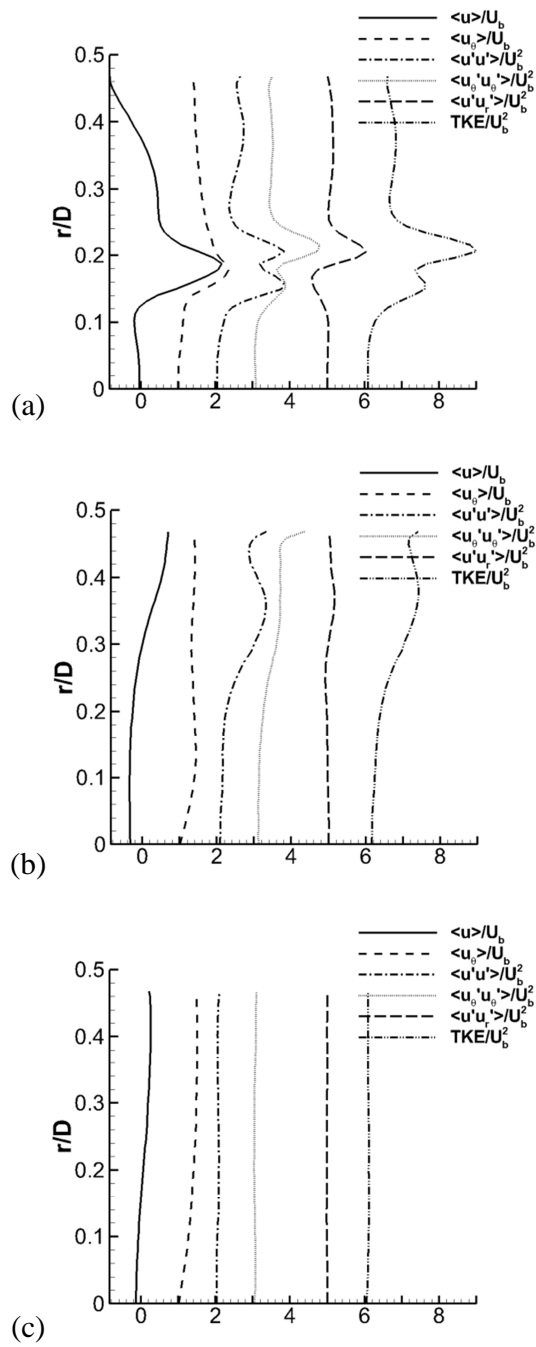 <u>/U_b
<u_θ>/U_b
<u'u'>/U_b^2
<u_θ'u_θ'>/U_b^2
<u'u_r'>/U_b^2
TKE/U_b^2
0.5
0.4
0.3
0.2
0.1
0
r/D
0 2 4 6 8
(a)
<u>/U_b
<u_θ>/U_b
<u'u'>/U_b^2
<u_θ'u_θ'>/U_b^2
<u'u_r'>/U_b^2
TKE/U_b^2
0.5
0.4
0.3
0.2
0.1
0
r/D
0 2 4 6 8
(b)
<u>/U_b
<u_θ>/U_b
<u'u'>/U_b^2
<u_θ'u_θ'>/U_b^2
<u'u_r'>/U_b^2
TKE/U_b^2
0.5
0.4
0.3
0.2
0.1
0
r/D
0 2 4 6 8
(c)